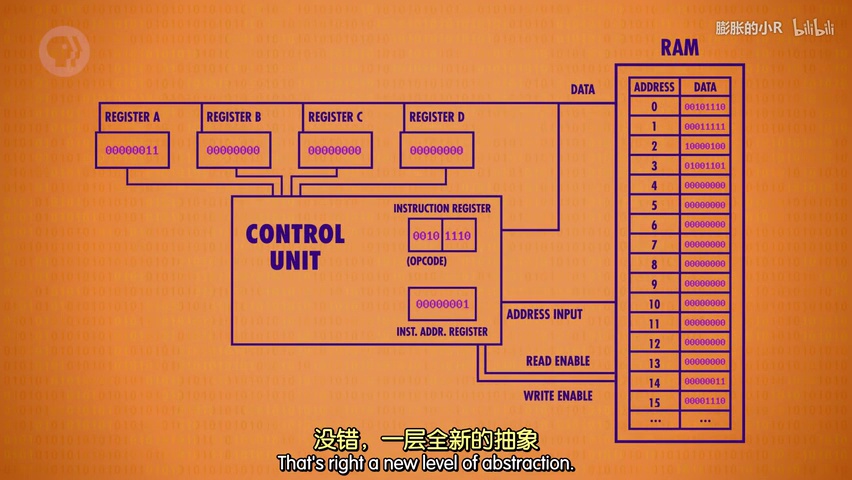 膨胀的小R bilibili
RAM
DATA
ADDRESS DATA
0 00101110
1 00011111
2 10000100
3 01001101
4 00000000
5 00000000
6 00000000
7 00000000
8 00000000
9 00000000
10 00000000
11 00000000
12 00000000
13 00000000
14 00000011
15 00001110
... ...
REGISTER A REGISTER B REGISTER C REGISTER D
00000011 00000000 00000000 00000000
CONTROL
UNIT
INSTRUCTION REGISTER
0010 1110
(OPCODE)
00000001
INST. ADDR. REGISTER
ADDRESS INPUT
READ ENABLE
WRITE ENABLE
没错，一层全新的抽象
That's right a new level of abstraction.